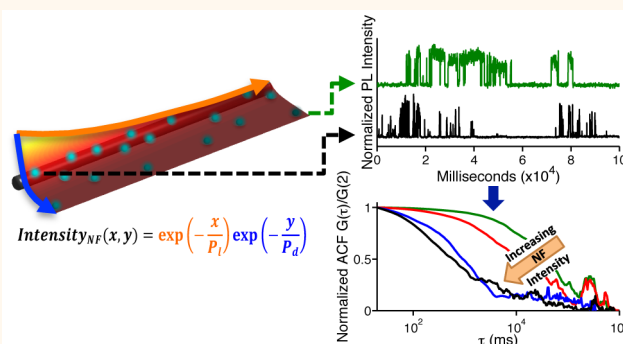 Normalized PL Intensity
0 2 4 6 8 10
Milliseconds (x10⁴)
Intensity_NF(x, y) = exp(−x/P_l) exp(−y/P_d)
Normalized ACF G(τ)/G(2)
1
0.5
0
Increasing
NF
Intensity
10² 10⁴ 10
τ (ms)